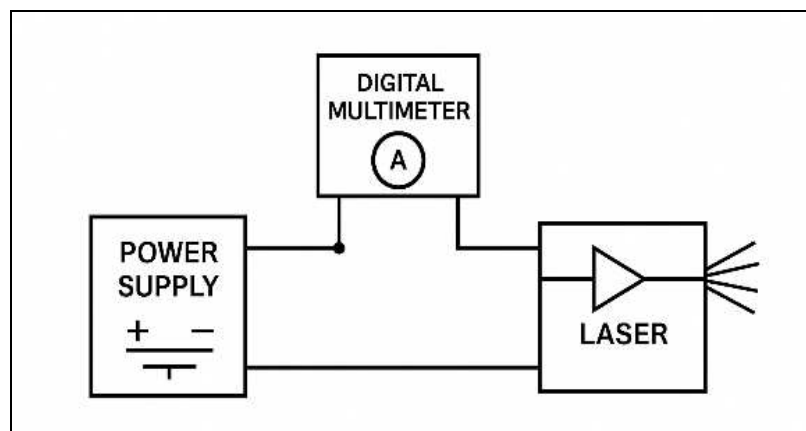 DIGITAL
MULTIMETER
A
POWER
SUPPLY
+ −
LASER